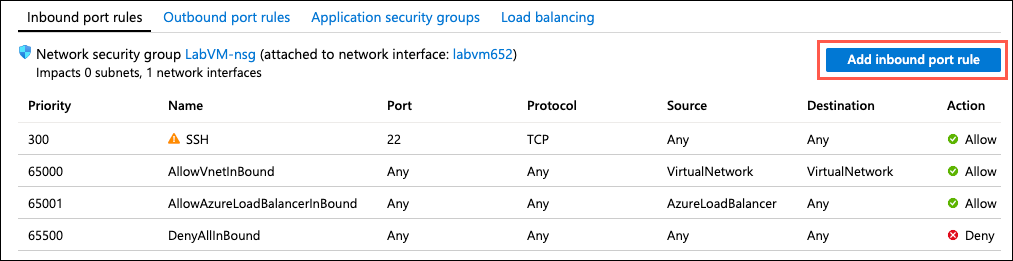 Inbound port rules Outbound port rules Application security groups Load balancing
Network security group LabVM-nsg (attached to network interface: labvm652)
Impacts 0 subnets, 1 network interfaces
Add inbound port rule
Priority Name Port Protocol Source Destination Action
300 SSH 22 TCP Any Any Allow
65000 AllowVnetInBound Any Any VirtualNetwork VirtualNetwork Allow
65001 AllowAzureLoadBalancerInBound Any Any AzureLoadBalancer Any Allow
65500 DenyAllInBound Any Any Any Any Deny